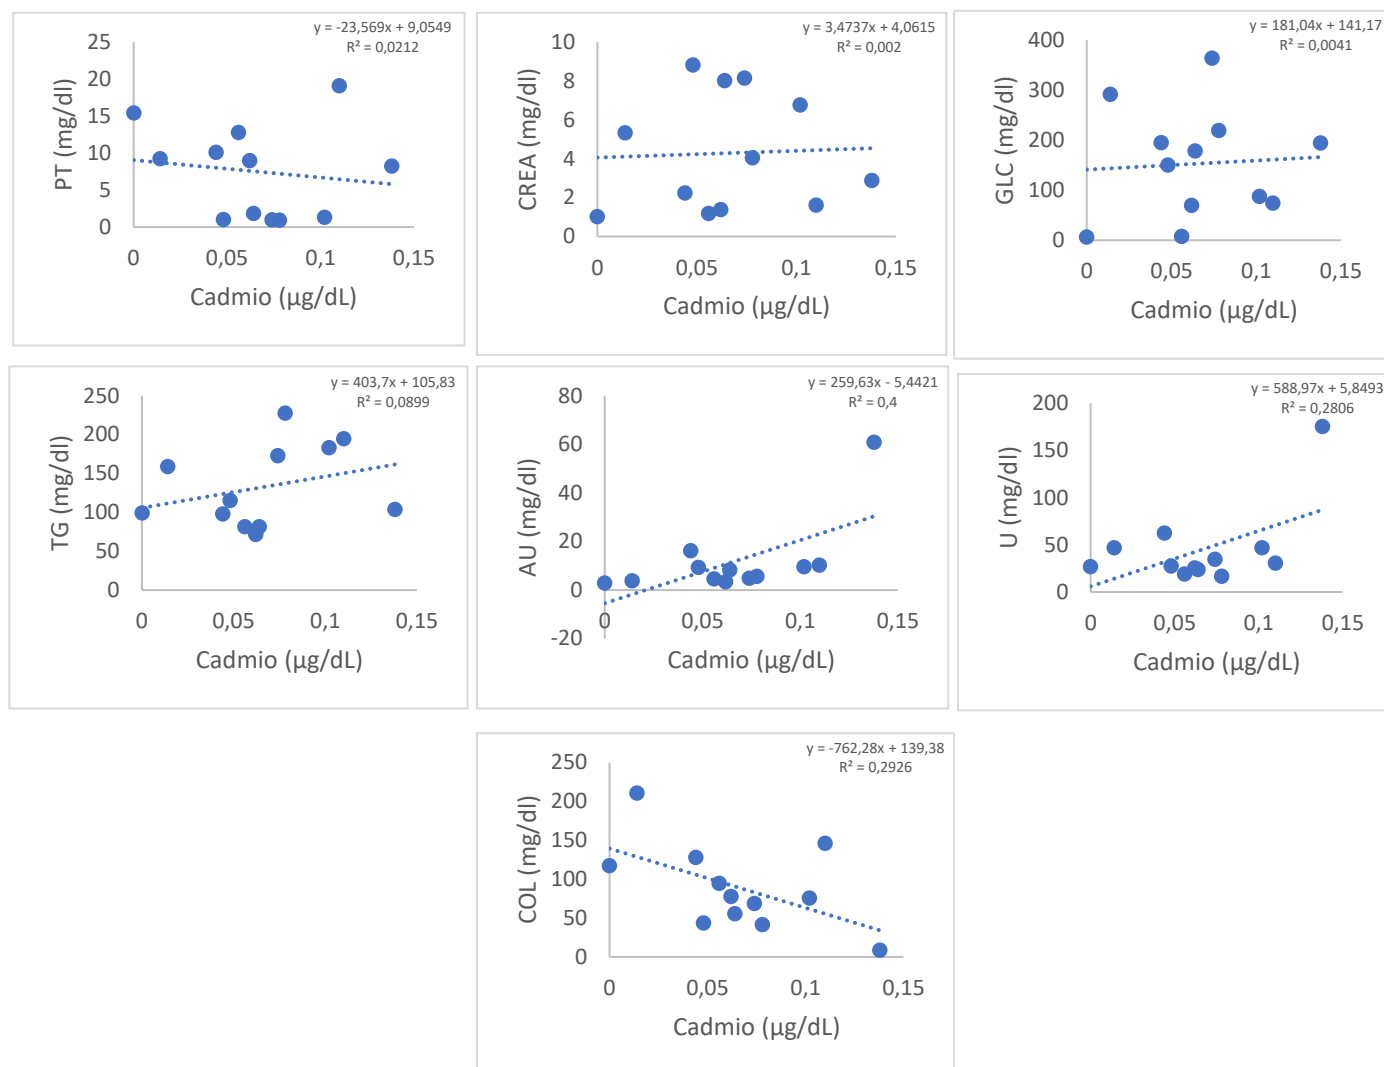 y = -23,569x + 9,0549
R² = 0,0212
25
20
15
10
5
0
PT (mg/dl)
0 0,05 0,1 0,15
Cadmio (µg/dL)
y = 3,4737x + 4,0615
R² = 0,002
10
8
6
4
2
0
CREA (mg/dl)
0 0,05 0,1 0,15
Cadmio (µg/dL)
y = 181,04x + 141,17
R² = 0,0041
400
300
200
100
0
GLC (mg/dl)
0 0,05 0,1 0,15
Cadmio (µg/dL)
y = 403,7x + 105,83
R² = 0,0899
250
200
150
100
50
0
TG (mg/dl)
0 0,05 0,1 0,15
Cadmio (µg/dL)
y = 259,63x - 5,4421
R² = 0,4
80
60
40
20
0
-20
AU (mg/dl)
0 0,05 0,1 0,15
Cadmio (µg/dL)
y = 588,97x + 5,8493
R² = 0,2806
200
150
100
50
0
U (mg/dl)
0 0,05 0,1 0,15
Cadmio (µg/dL)
y = -762,28x + 139,38
R² = 0,2926
250
200
150
100
50
0
COL (mg/dl)
0 0,05 0,1 0,15
Cadmio (µg/dL)